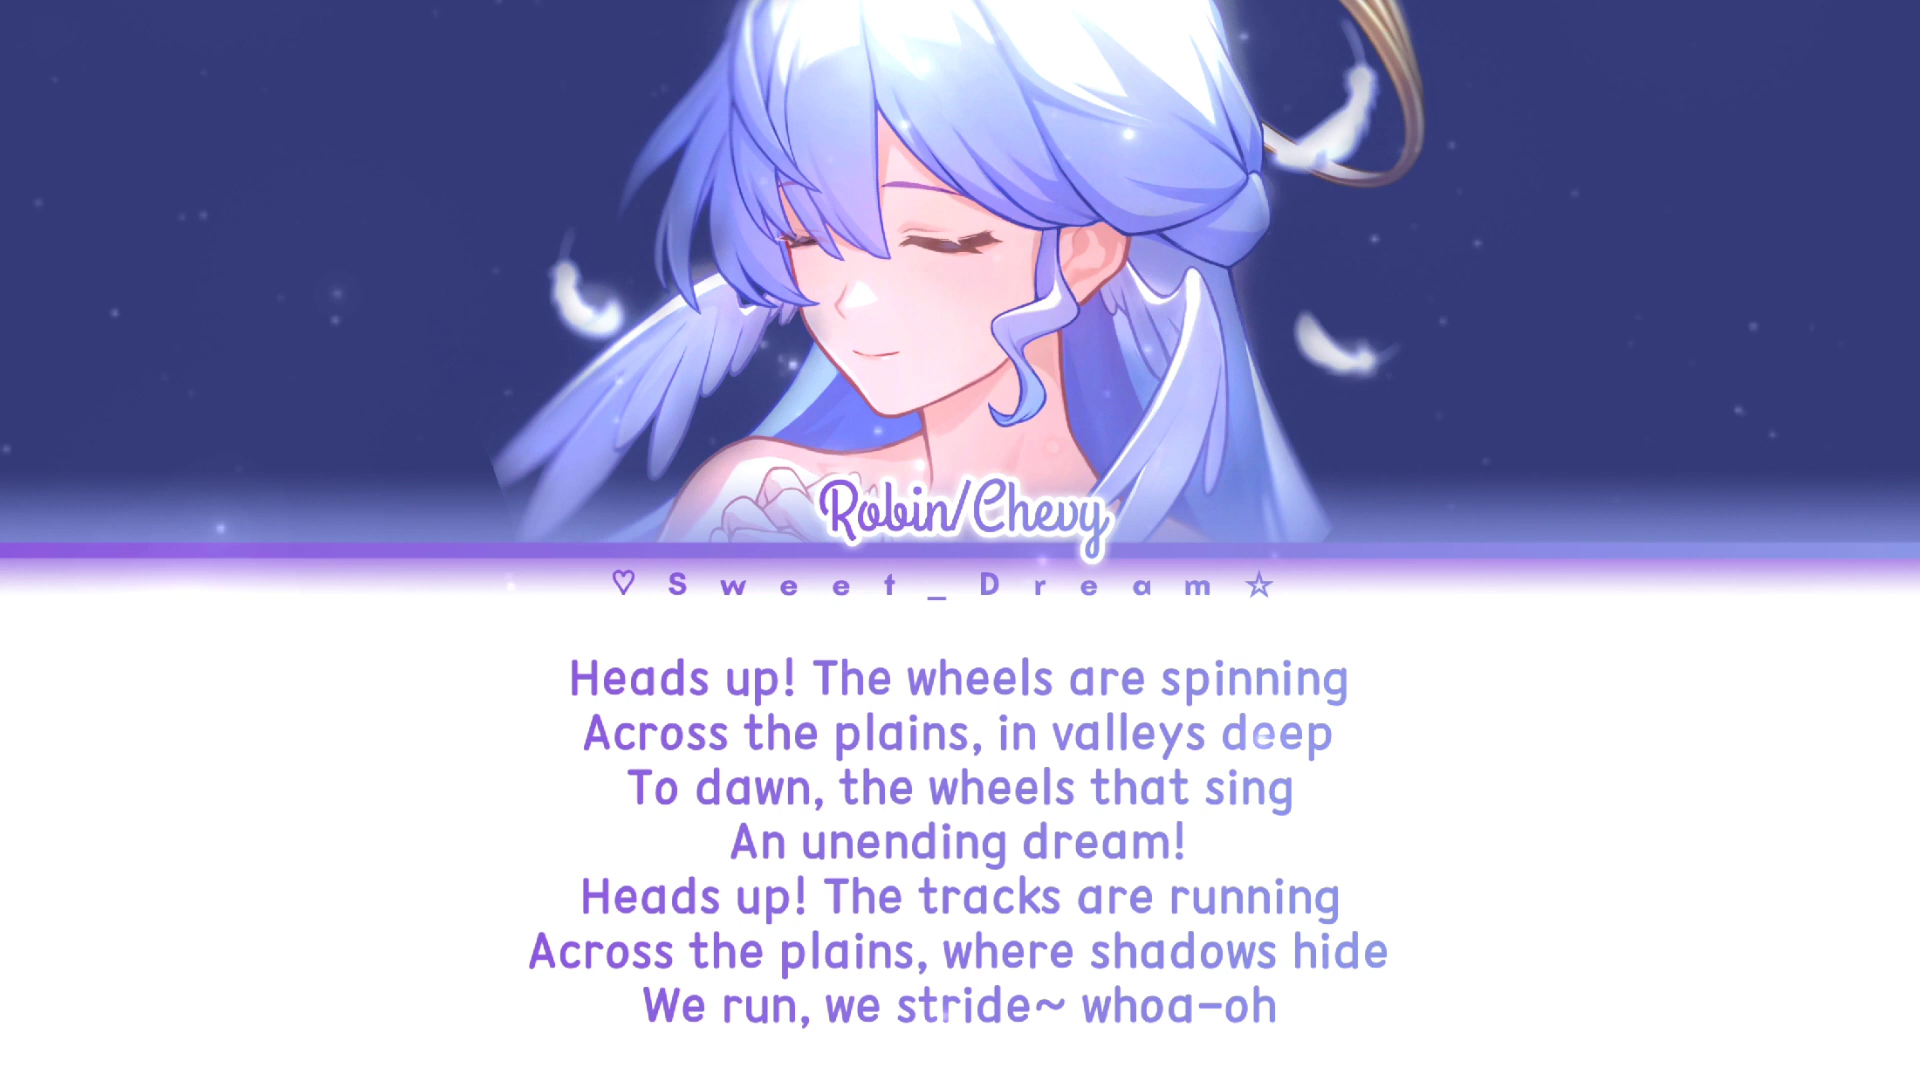 Robin/Chevy
♡ Sweet_Dream ☆
Heads up! The wheels are spinning
Across the plains, in valleys deep
To dawn, the wheels that sing
An unending dream!
Heads up! The tracks are running
Across the plains, where shadows hide
We run, we stride~ whoa-oh